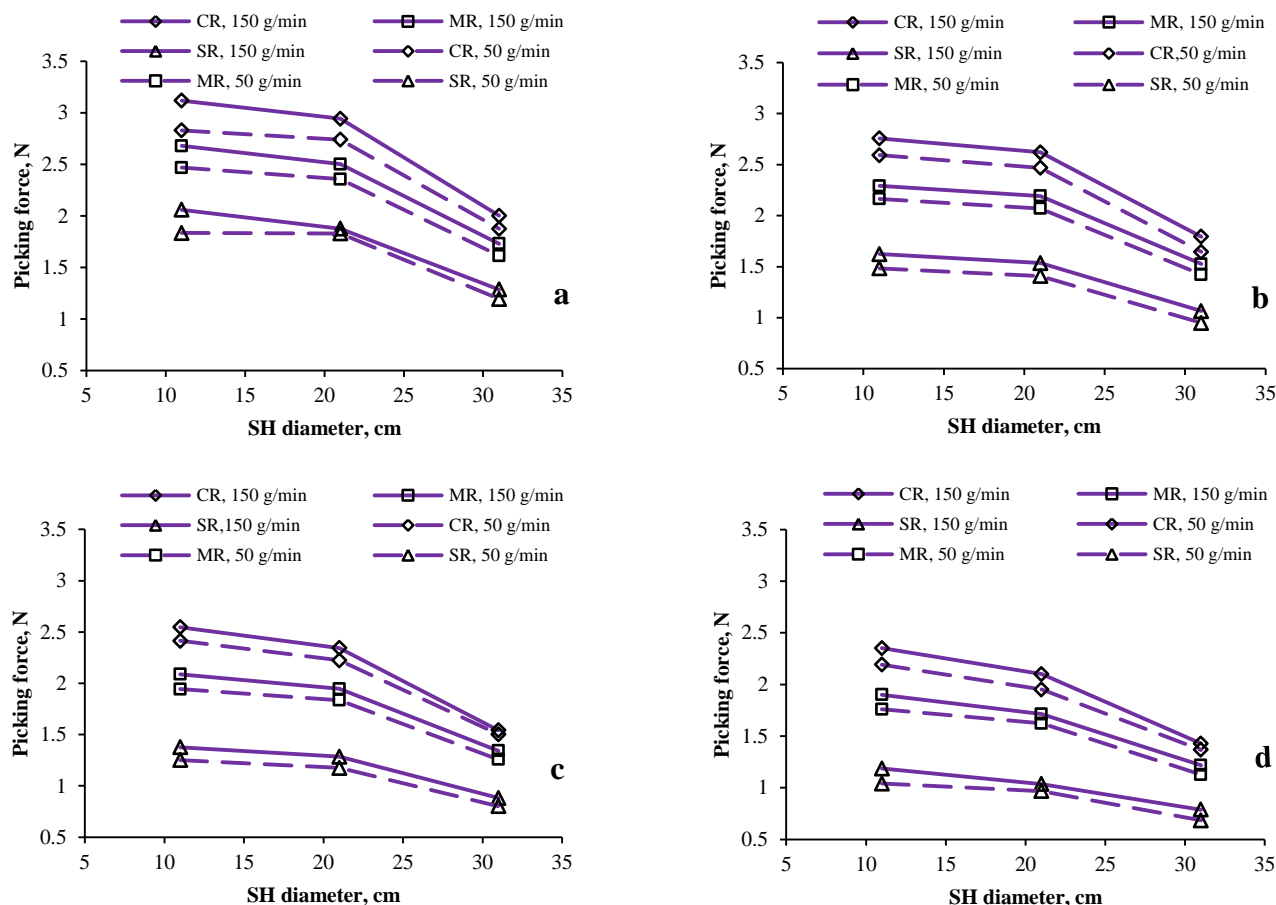 CR, 150 g/min MR, 150 g/min
SR, 150 g/min CR, 50 g/min
MR, 50 g/min SR, 50 g/min
3.5
3
2.5
2
1.5
1
0.5
Picking force, N
5 10 15 20 25 30 35
SH diameter, cm
a
CR, 150 g/min MR, 150 g/min
SR, 150 g/min CR,50 g/min
MR, 50 g/min SR, 50 g/min
3.5
3
2.5
2
1.5
1
0.5
Picking force, N
5 10 15 20 25 30 35
SH diameter, cm
b
CR, 150 g/min MR, 150 g/min
SR,150 g/min CR, 50 g/min
MR, 50 g/min SR, 50 g/min
3.5
3
2.5
2
1.5
1
0.5
Picking force, N
5 10 15 20 25 30 35
SH diameter, cm
c
CR, 150 g/min MR, 150 g/min
SR, 150 g/min CR, 50 g/min
MR, 50 g/min SR, 50 g/min
3.5
3
2.5
2
1.5
1
0.5
Picking force, N
5 10 15 20 25 30 35
SH diameter, cm
d